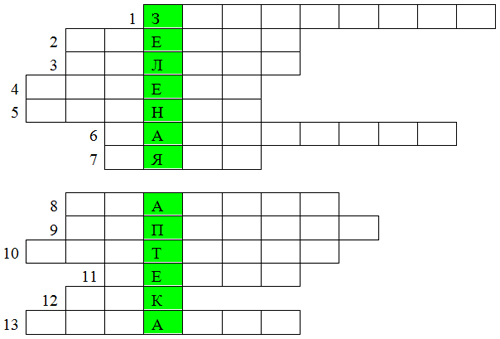 1 З
2 Е
3 Л
4 Е
5 Н
6 А
7 Я
8 А
9 П
10 Т
11 Е
12 К
13 А